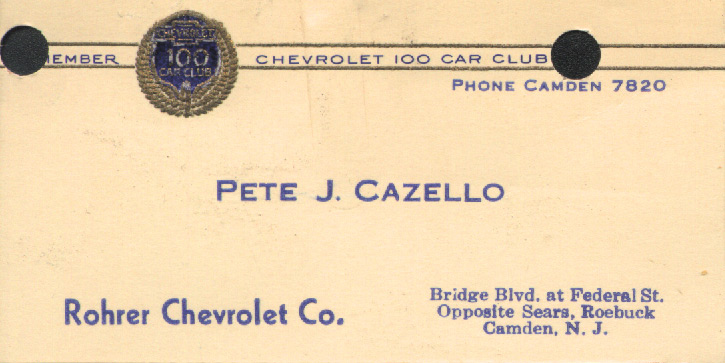 EMBER
CHEVROLET
100
CAR CLUB
CHEVROLET 100 CAR CLUB
PHONE CAMDEN 7820
PETE J. CAZELLO
Rohrer Chevrolet Co.
Bridge Blvd. at Federal St.
Opposite Sears, Roebuck
Camden, N. J.